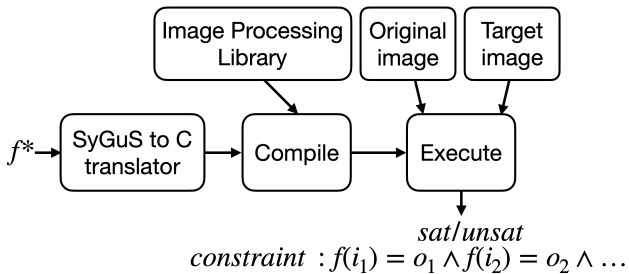 Image Processing
Library
Original
image
Target
image
f*
SyGuS to C
translator
Compile
Execute
sat/unsat
constraint : f(i₁) = o₁ ∧ f(i₂) = o₂ ∧ …